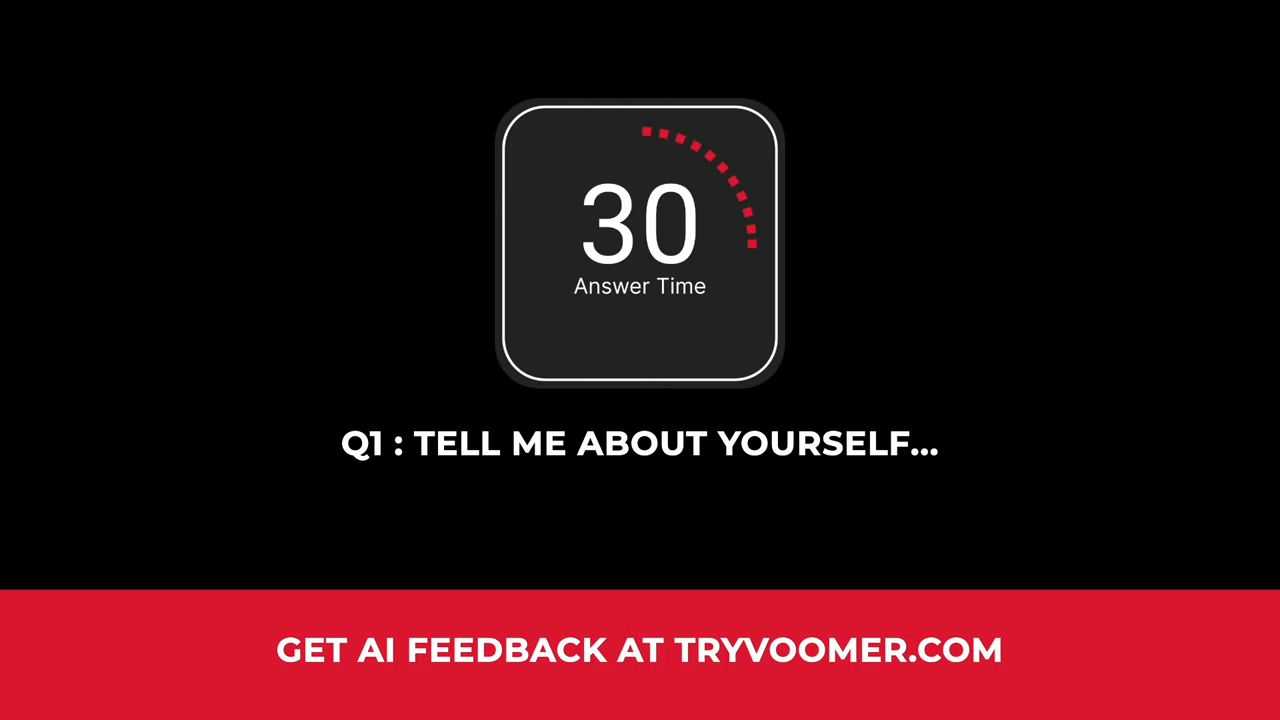 30
Answer Time
Q1 : TELL ME ABOUT YOURSELF...
GET AI FEEDBACK AT TRYVOOMER.COM